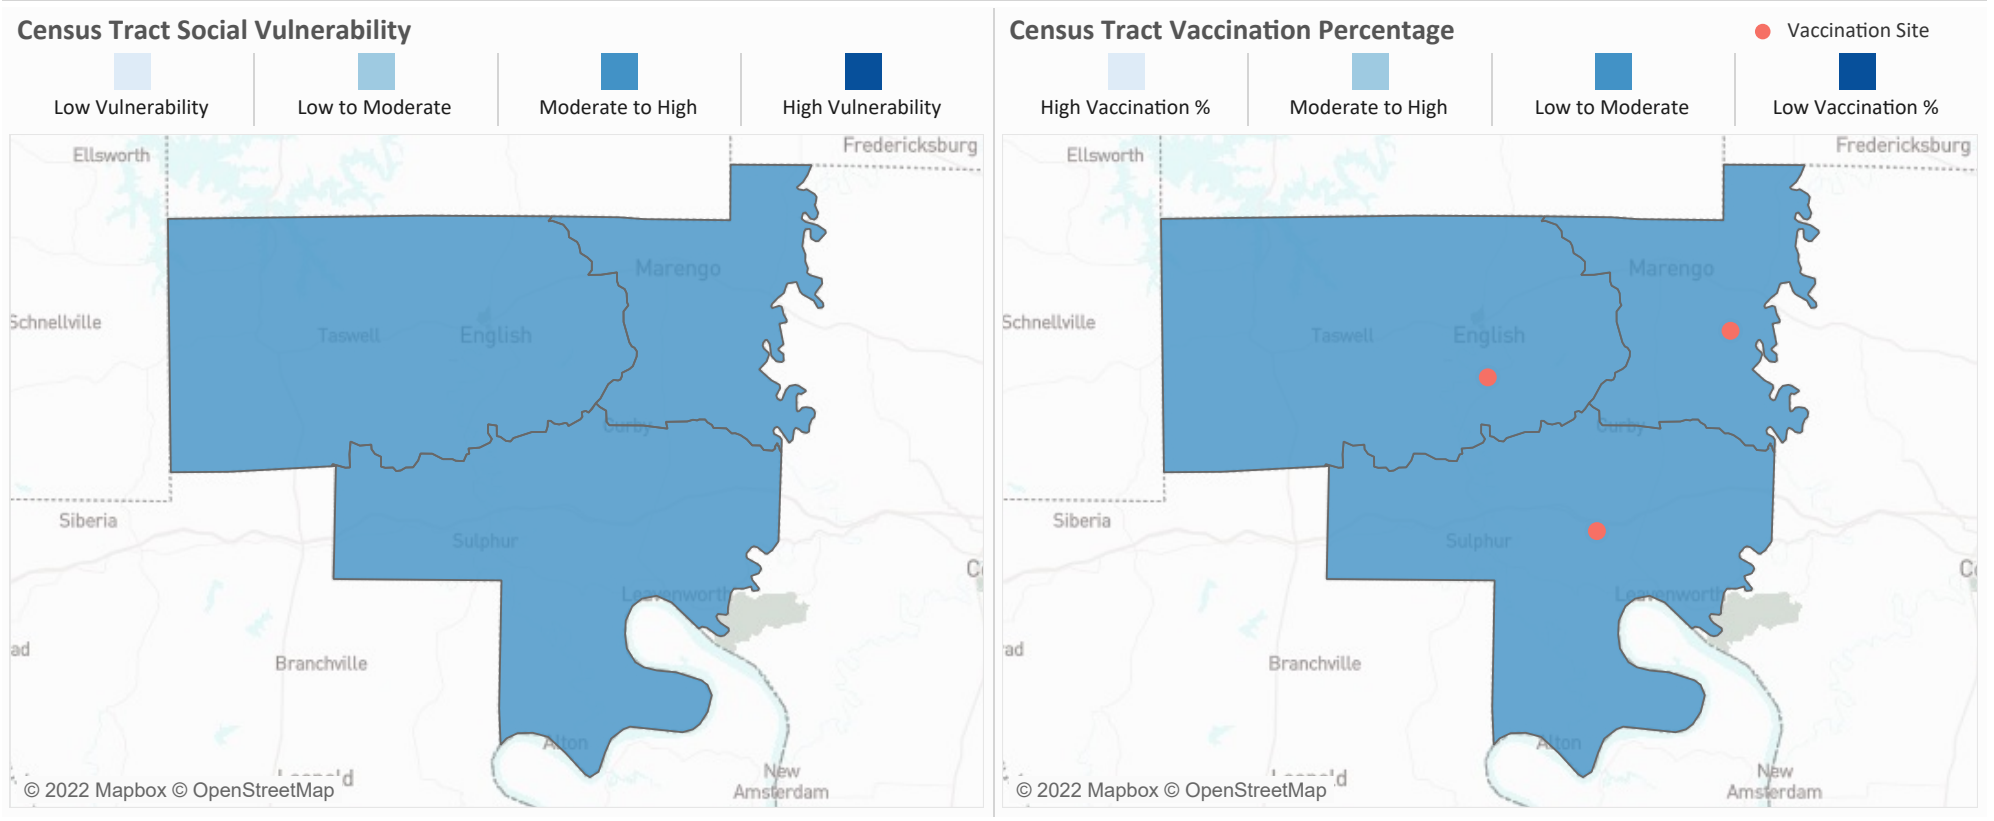 Census Tract Social Vulnerability
Low Vulnerability
Low to Moderate
Moderate to High
High Vulnerability
Ellsworth
Fredericksburg
Marengo
Schnellville
Taswell
English
Curby
Siberia
Sulphur
Leavenworth
ad
Branchville
Alton
New
Amsterdam
© 2022 Mapbox © OpenStreetMap
Census Tract Vaccination Percentage
Vaccination Site
High Vaccination %
Moderate to High
Low to Moderate
Low Vaccination %
Ellsworth
Fredericksburg
Marengo
Schnellville
Taswell
English
Curby
Siberia
Sulphur
Leavenworth
Branchville
Alton
New
Amsterdam
© 2022 Mapbox © OpenStreetMap